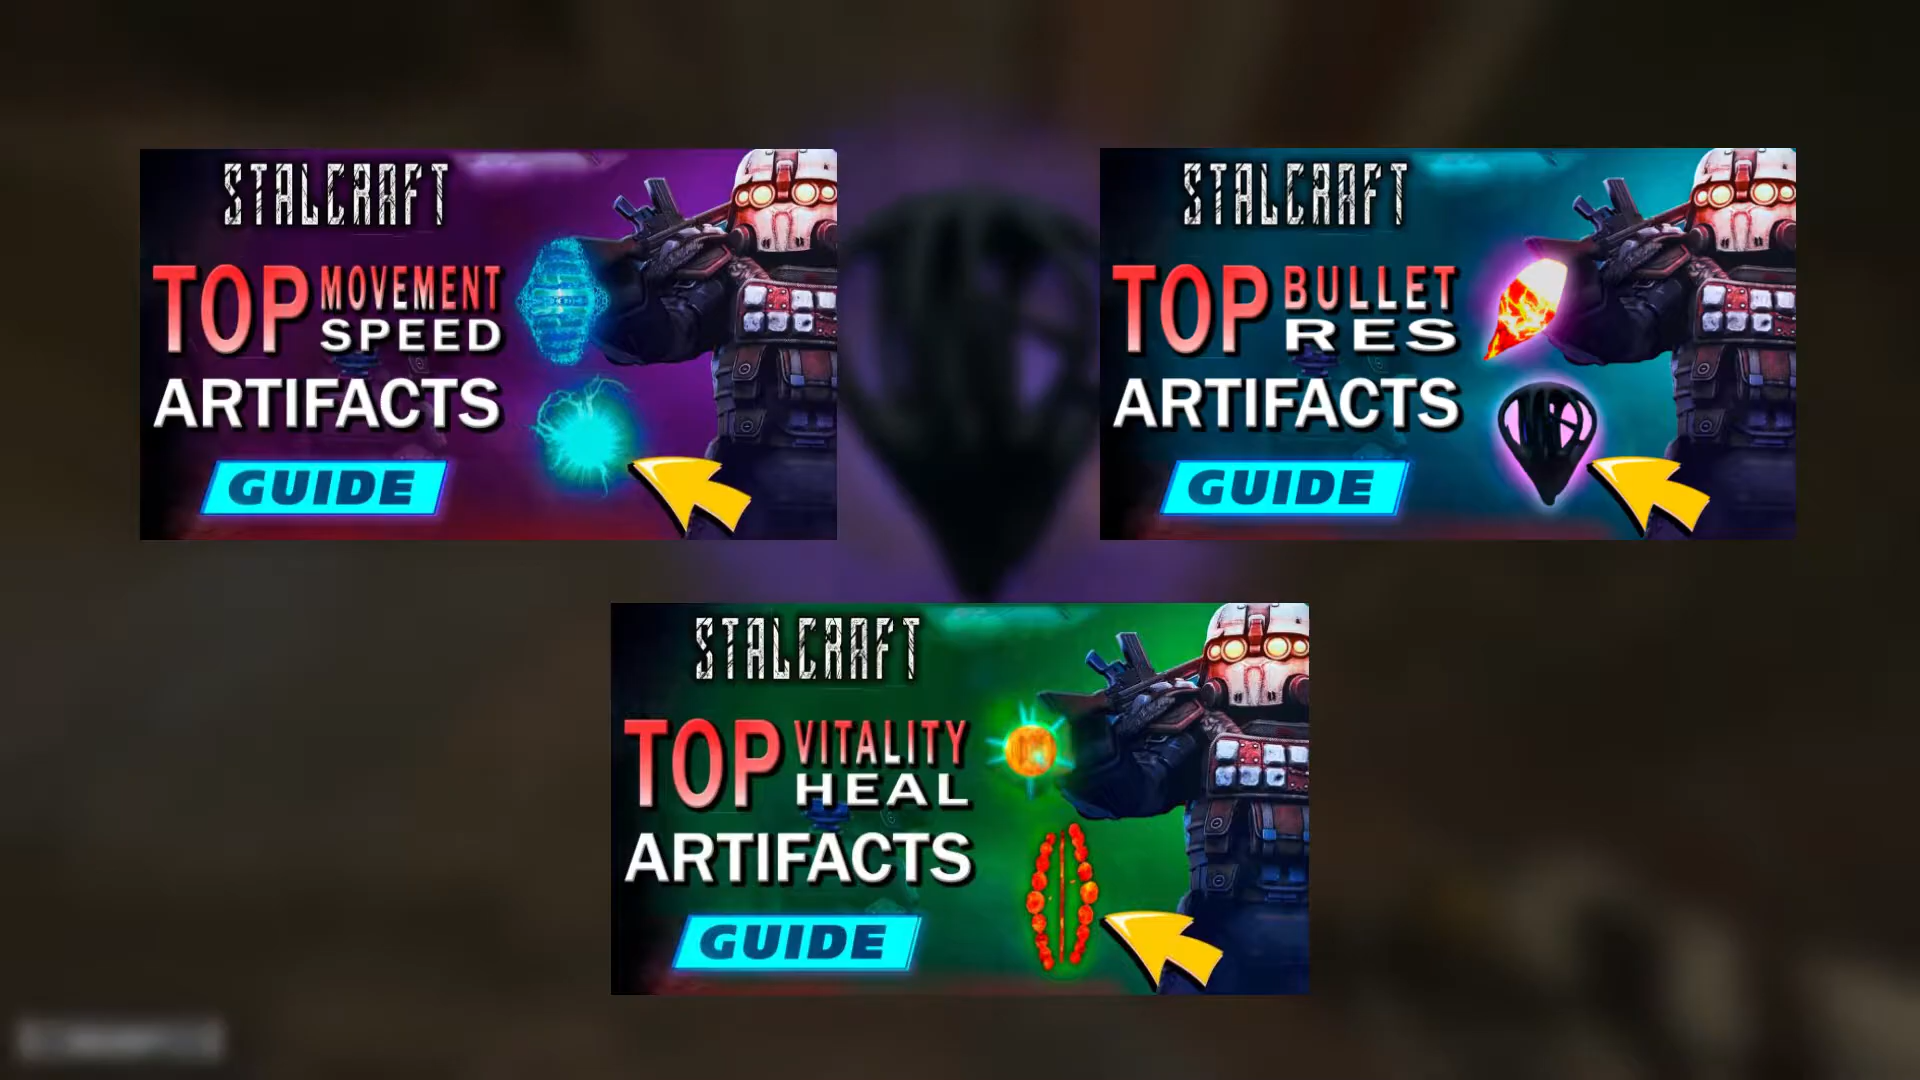 STALCRAFT
TOP MOVEMENT
SPEED
ARTIFACTS
GUIDE
STALCRAFT
TOP BULLET
RES
ARTIFACTS
GUIDE
STALCRAFT
TOP VITALITY
HEAL
ARTIFACTS
GUIDE